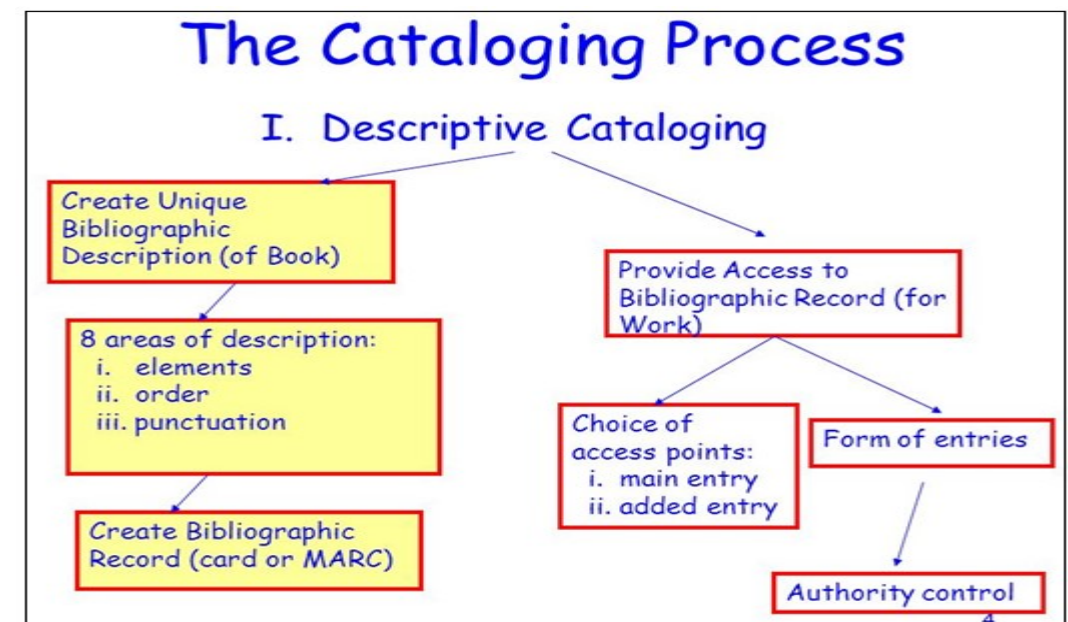 The Cataloging Process
I. Descriptive Cataloging
Create Unique
Bibliographic
Description (of Book)
8 areas of description:
i. elements
ii. order
iii. punctuation
Create Bibliographic
Record (card or MARC)
Provide Access to
Bibliographic Record (for
Work)
Choice of
access points:
i. main entry
ii. added entry
Form of entries
Authority control
4